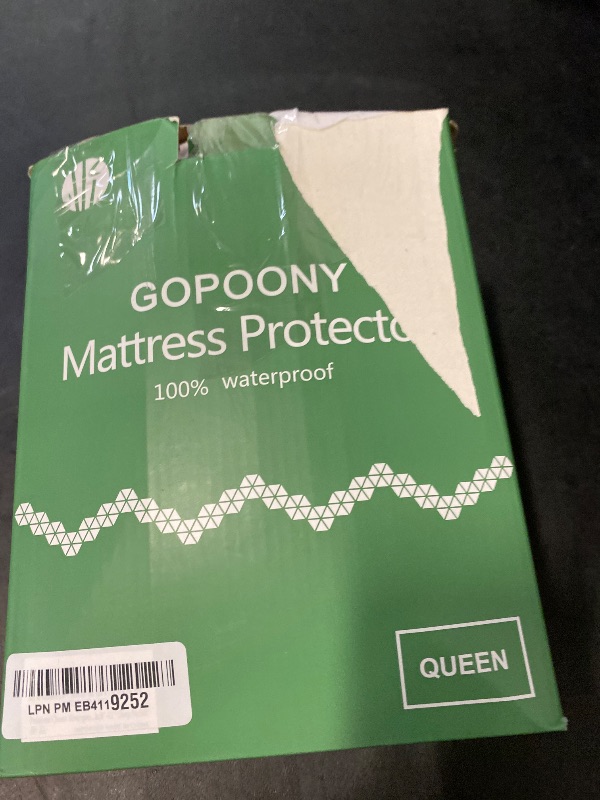 GOPOONY
Mattress Protecto
100% waterproof
QUEEN
LPN PM EB4119252